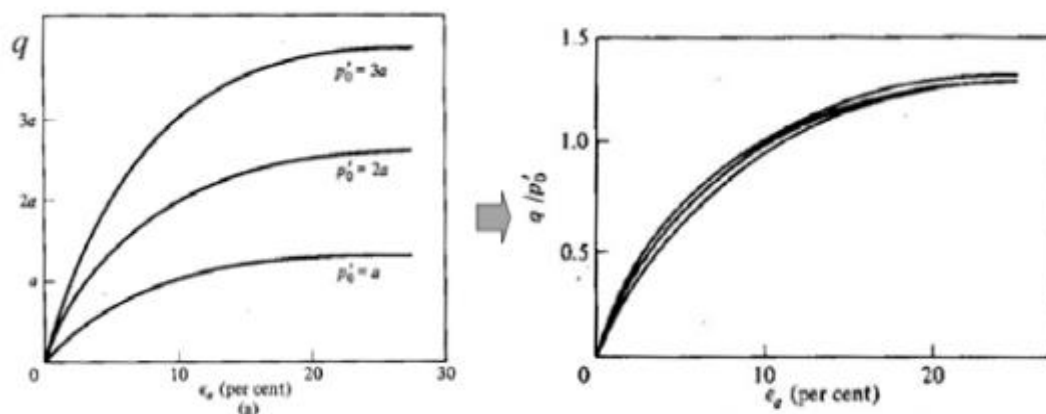 q
p′₀ = 3a
3a
p′₀ = 2a
2a
p′₀ = a
a
0 10 20 30
ϵₐ (per cent)
(a)
1.5
1.0
q/p′₀
0.5
0
0 10 20
ϵₐ (per cent)